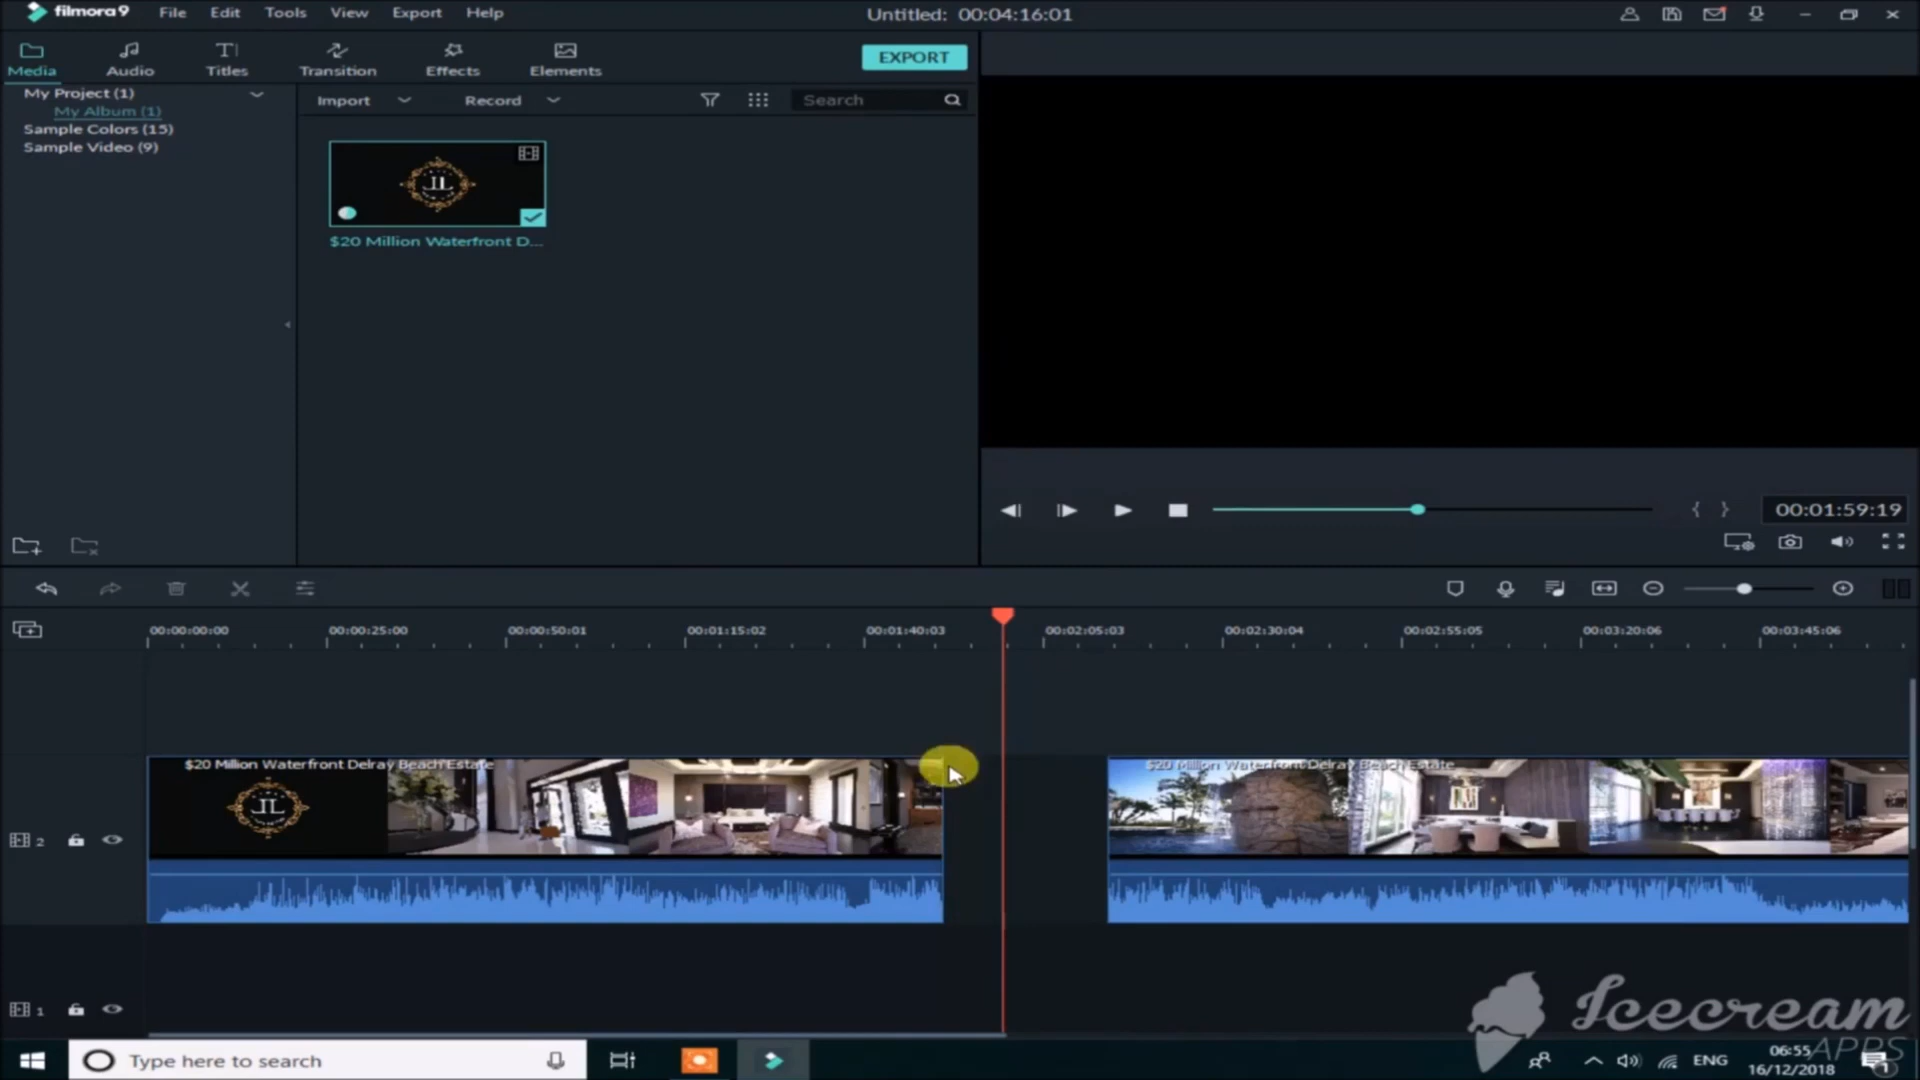 filmora9 File Edit Tools View Export Help Untitled: 00:04:16:01
Media Audio Titles Transition Effects Elements EXPORT
My Project (1)
My Album (1)
Sample Colors (15)
Sample Video (9)
Import Record Search
JL
$20 Million Waterfront D...
00:01:59:19
00:00:00:00 00:00:25:00 00:00:50:01 00:01:15:02 00:01:40:03 00:02:05:03 00:02:30:04 00:02:55:05 00:03:20:06 00:03:45:06
$20 Million Waterfront Delray Beach Estate $20 Million Waterfront Delray Beach Estate
JL
2
1
Icecream
APPS
Type here to search ENG 06:55
16/12/2018
1